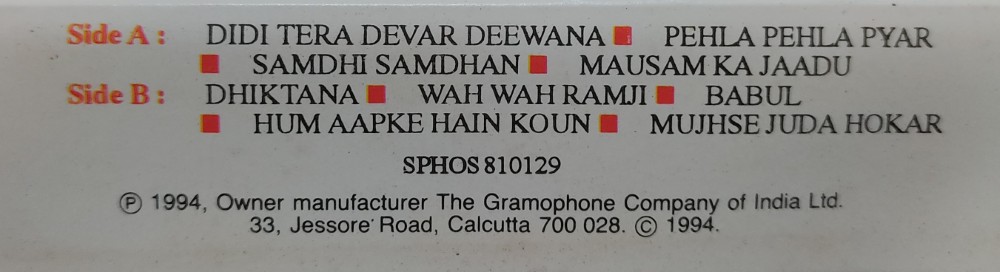 Side A : DIDI TERA DEVAR DEEWANA ■ PEHLA PEHLA PYAR
■ SAMDHI SAMDHAN ■ MAUSAM KA JAADU
Side B : DHIKTANA ■ WAH WAH RAMJI ■ BABUL
■ HUM AAPKE HAIN KOUN ■ MUJHSE JUDA HOKAR
SPHOS 810129
℗ 1994, Owner manufacturer The Gramophone Company of India Ltd.
33, Jessore Road, Calcutta 700 028. © 1994.